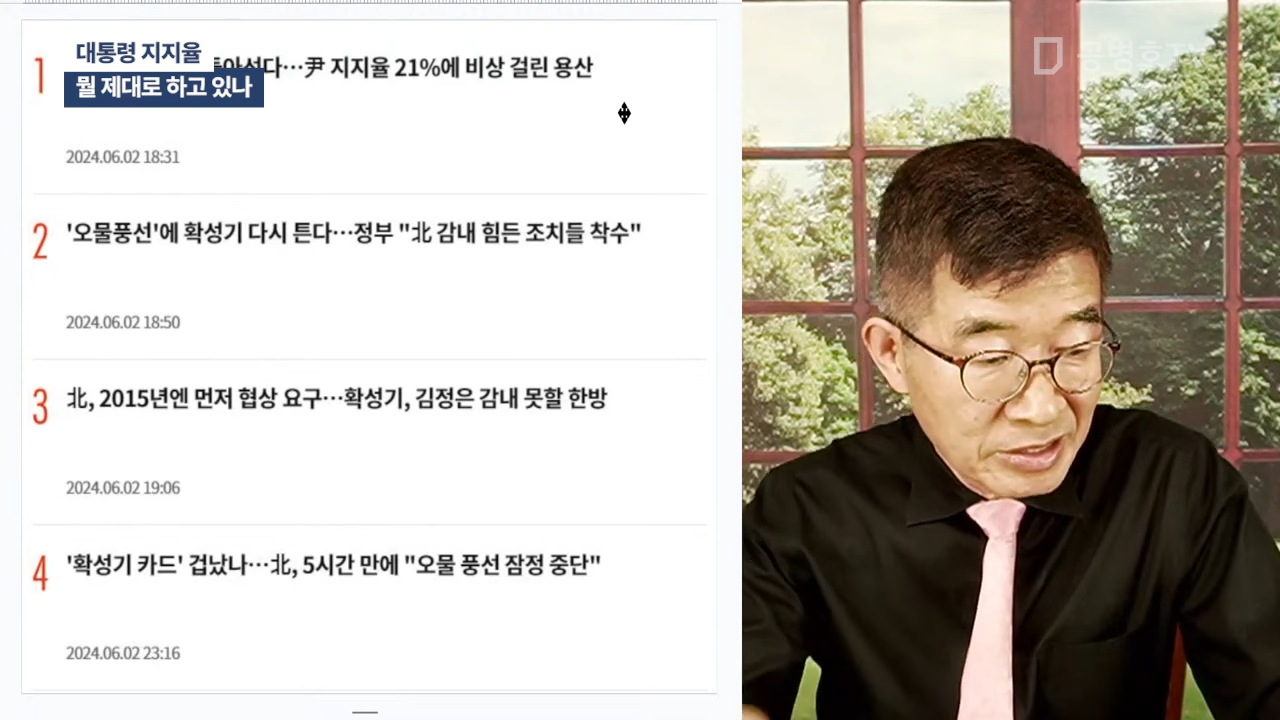 대통령 지지율
뭘 제대로 하고 있나
1
尹 지지율 21%에 비상 걸린 용산
2024.06.02 18:31
2
'오물풍선'에 확성기 다시 튼다…정부 "北 감내 힘든 조치들 착수"
2024.06.02 18:50
3
北, 2015년엔 먼저 협상 요구…확성기, 김정은 감내 못할 한방
2024.06.02 19:06
4
'확성기 카드' 겁났나…北, 5시간 만에 "오물 풍선 잠정 중단"
2024.06.02 23:16